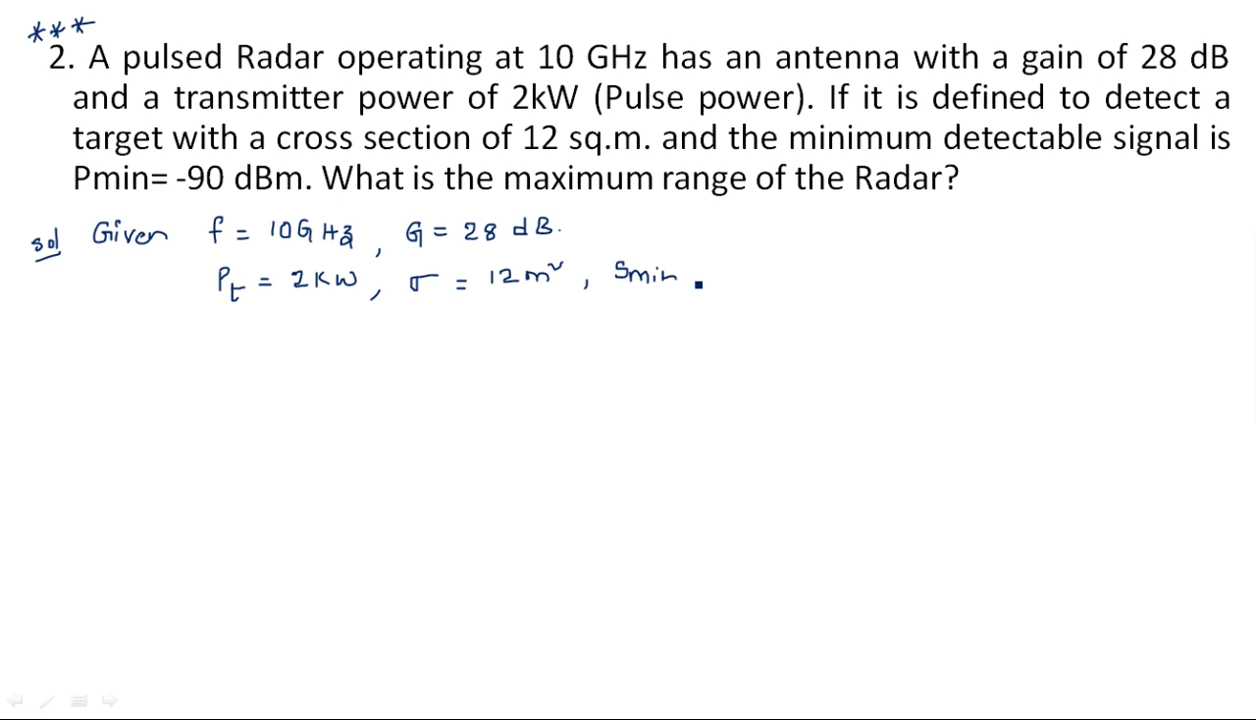 ***
2. A pulsed Radar operating at 10 GHz has an antenna with a gain of 28 dB
and a transmitter power of 2kW (Pulse power). If it is defined to detect a
target with a cross section of 12 sq.m. and the minimum detectable signal is
Pmin= -90 dBm. What is the maximum range of the Radar?
sol Given f = 10GHz, G = 28 dB.
Pt = 2KW, σ = 12m², Smin